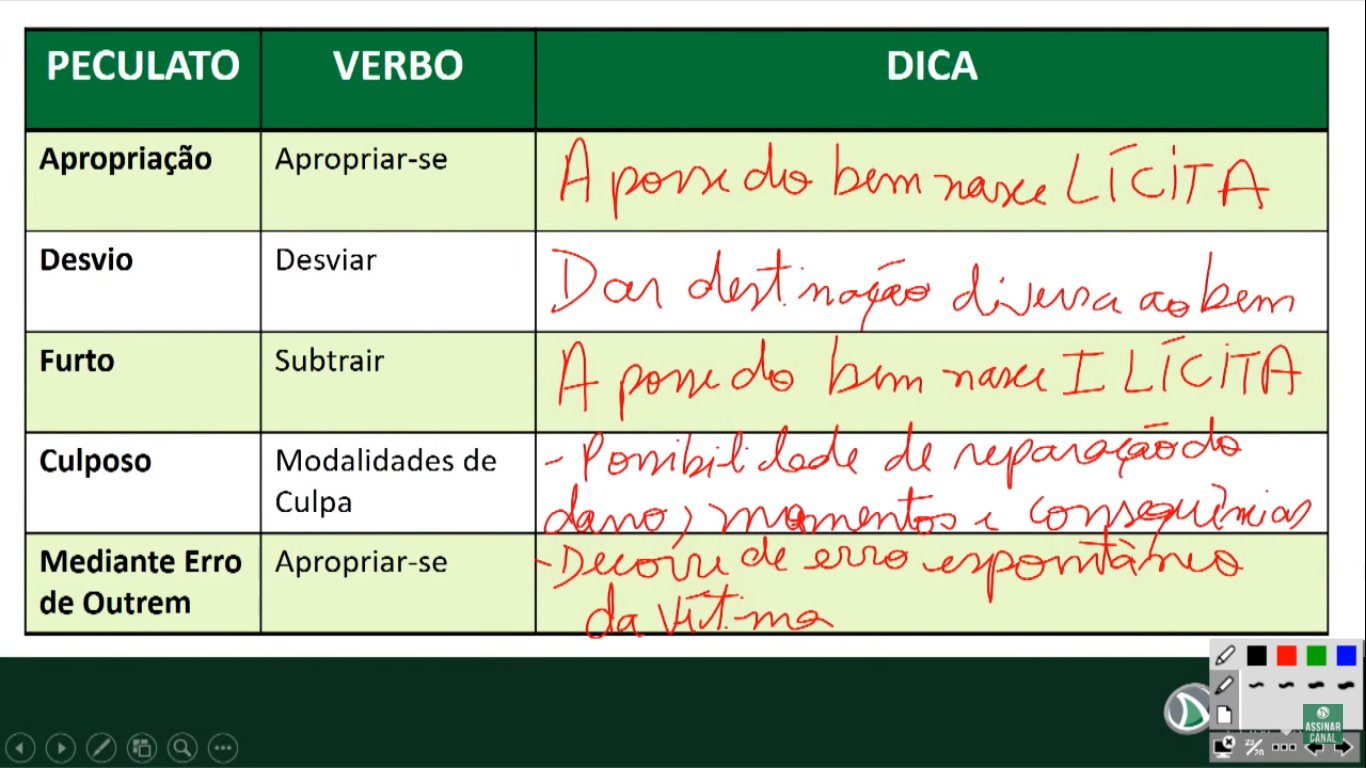 PECULATO VERBO DICA
Apropriação Apropriar-se A posse do bem nasce LÍCITA
Desvio Desviar Dar destinação diversa ao bem
Furto Subtrair A posse do bem nasce ILÍCITA
Culposo Modalidades de - Possibilidade de reparação do
Culpa dano, momentos e consequências
Mediante Erro Apropriar-se - Decorre de erro espontâneo
de Outrem da vítima
ASSINAR
CANAL